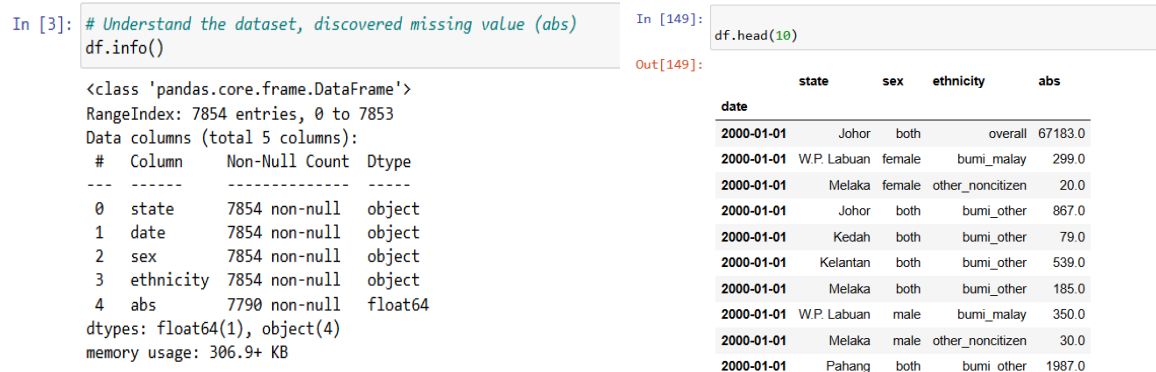 In [3]: # Understand the dataset, discovered missing value (abs)
df.info()
<class 'pandas.core.frame.DataFrame'>
RangeIndex: 7854 entries, 0 to 7853
Data columns (total 5 columns):
# Column Non-Null Count Dtype
--- ------ -------------- -----
0 state 7854 non-null object
1 date 7854 non-null object
2 sex 7854 non-null object
3 ethnicity 7854 non-null object
4 abs 7790 non-null float64
dtypes: float64(1), object(4)
memory usage: 306.9+ KB
In [149]:
df.head(10)
Out[149]:
state sex ethnicity abs
date
2000-01-01 Johor both overall 67183.0
2000-01-01 W.P. Labuan female bumi_malay 299.0
2000-01-01 Melaka female other_noncitizen 20.0
2000-01-01 Johor both bumi_other 867.0
2000-01-01 Kedah both bumi_other 79.0
2000-01-01 Kelantan both bumi_other 539.0
2000-01-01 Melaka both bumi_other 185.0
2000-01-01 W.P. Labuan male bumi_malay 350.0
2000-01-01 Melaka male other_noncitizen 30.0
2000-01-01 Pahang both bumi_other 1987.0